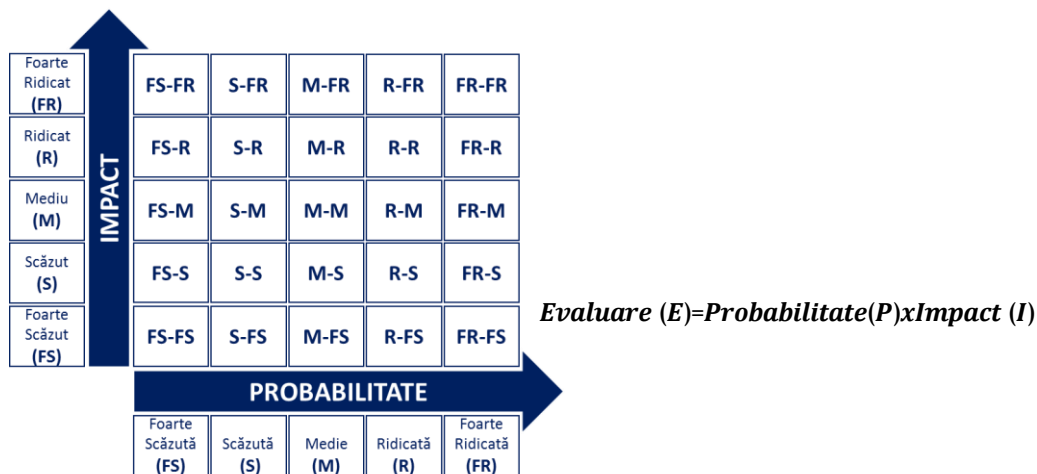 Foarte
Ridicat
(FR)
FS-FR S-FR M-FR R-FR FR-FR
Ridicat
(R)
FS-R S-R M-R R-R FR-R
IMPACT
Mediu
(M)
FS-M S-M M-M R-M FR-M
Scăzut
(S)
FS-S S-S M-S R-S FR-S
Foarte
Scăzut
(FS)
FS-FS S-FS M-FS R-FS FR-FS
Evaluare (E)=Probabilitate(P)xImpact (I)
PROBABILITATE
Foarte
Scăzută
(FS)
Scăzută
(S)
Medie
(M)
Ridicată
(R)
Foarte
Ridicată
(FR)